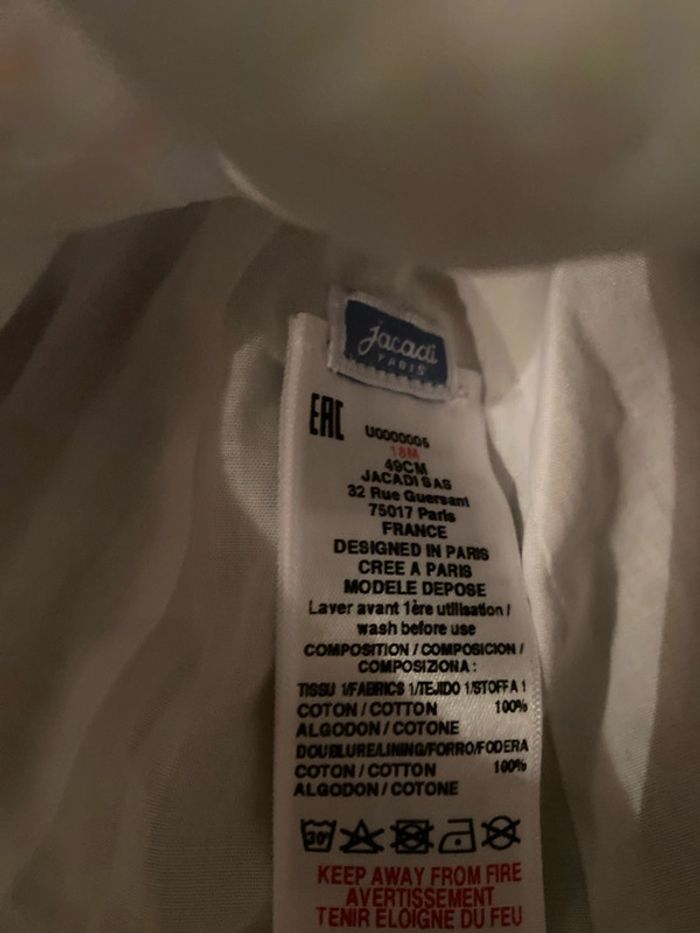 Jacadi
PARIS
EAC
U0000005
18M
49CM
JACADI SAS
32 Rue Guersant
75017 Paris
FRANCE
DESIGNED IN PARIS
CREE A PARIS
MODELE DEPOSE
Laver avant 1ère utilisation /
wash before use
COMPOSITION / COMPOSICION /
COMPOSIZIONA :
TISSU 1/FABRICS 1/TEJIDO 1/STOFFA 1
COTON / COTTON 100%
ALGODON / COTONE
DOUBLURE/LINING/FORRO/FODERA
COTON / COTTON 100%
ALGODON / COTONE
30°
KEEP AWAY FROM FIRE
AVERTISSEMENT
TENIR ELOIGNE DU FEU